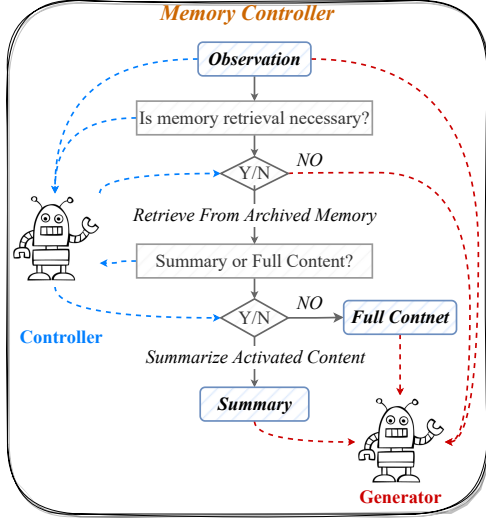 Memory Controller
Observation
Is memory retrieval necessary?
Y/N
NO
Retrieve From Archived Memory
Summary or Full Content?
Y/N
NO
Full Contnet
Controller
Summarize Activated Content
Summary
Generator